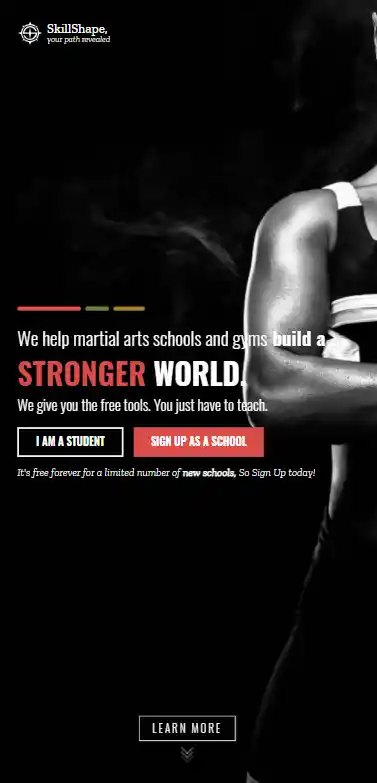 SkillShape,
your path revealed
We help martial arts schools and gyms build a
STRONGER WORLD.
We give you the free tools. You just have to teach.
I AM A STUDENT
SIGN UP AS A SCHOOL
It's free forever for a limited number of new schools, So Sign Up today!
LEARN MORE